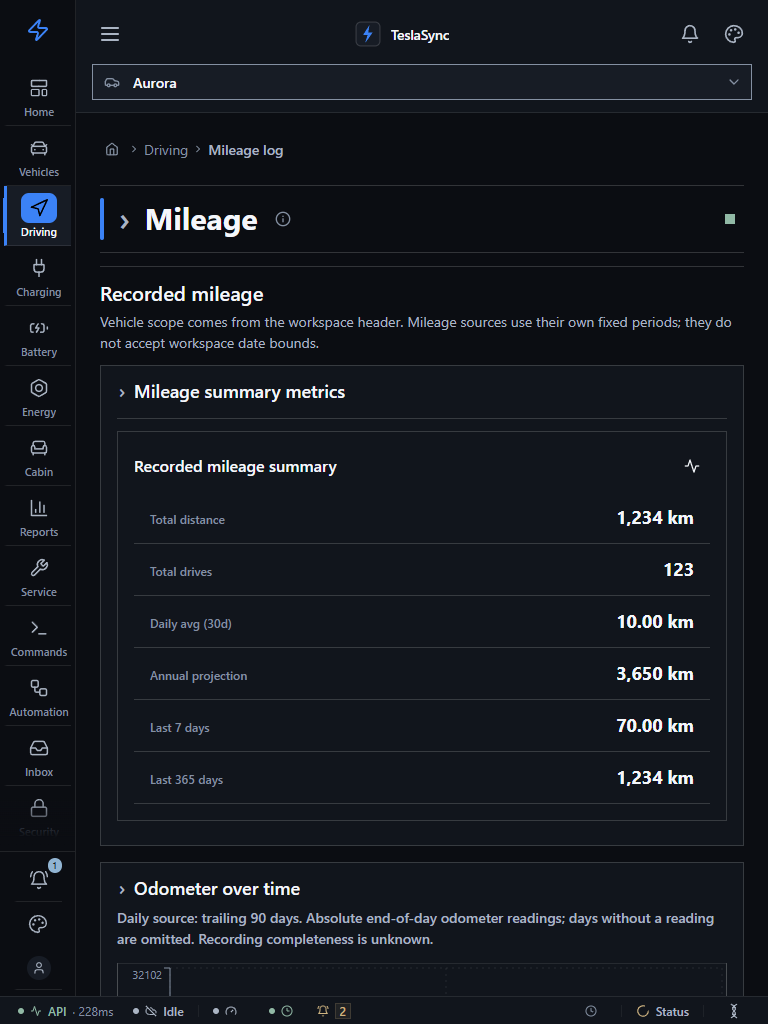 TeslaSync
Aurora
Home
Vehicles
Driving
Charging
Battery
Energy
Cabin
Reports
Service
Commands
Automation
Inbox
Security
1
Driving
Mileage log
Mileage
Recorded mileage
Vehicle scope comes from the workspace header. Mileage sources use their own fixed periods; they do
not accept workspace date bounds.
Mileage summary metrics
Recorded mileage summary
Total distance 1,234 km
Total drives 123
Daily avg (30d) 10.00 km
Annual projection 3,650 km
Last 7 days 70.00 km
Last 365 days 1,234 km
Odometer over time
Daily source: trailing 90 days. Absolute end-of-day odometer readings; days without a reading
are omitted. Recording completeness is unknown.
32102
API · 228ms Idle 2 Status